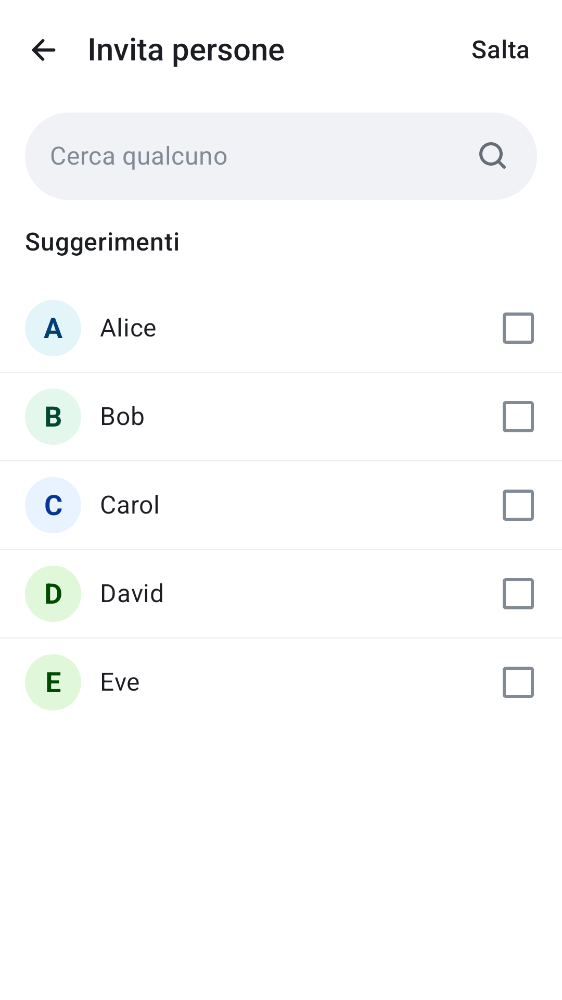 Invita persone
Salta
Cerca qualcuno
Suggerimenti
A
Alice
B
Bob
C
Carol
D
David
E
Eve